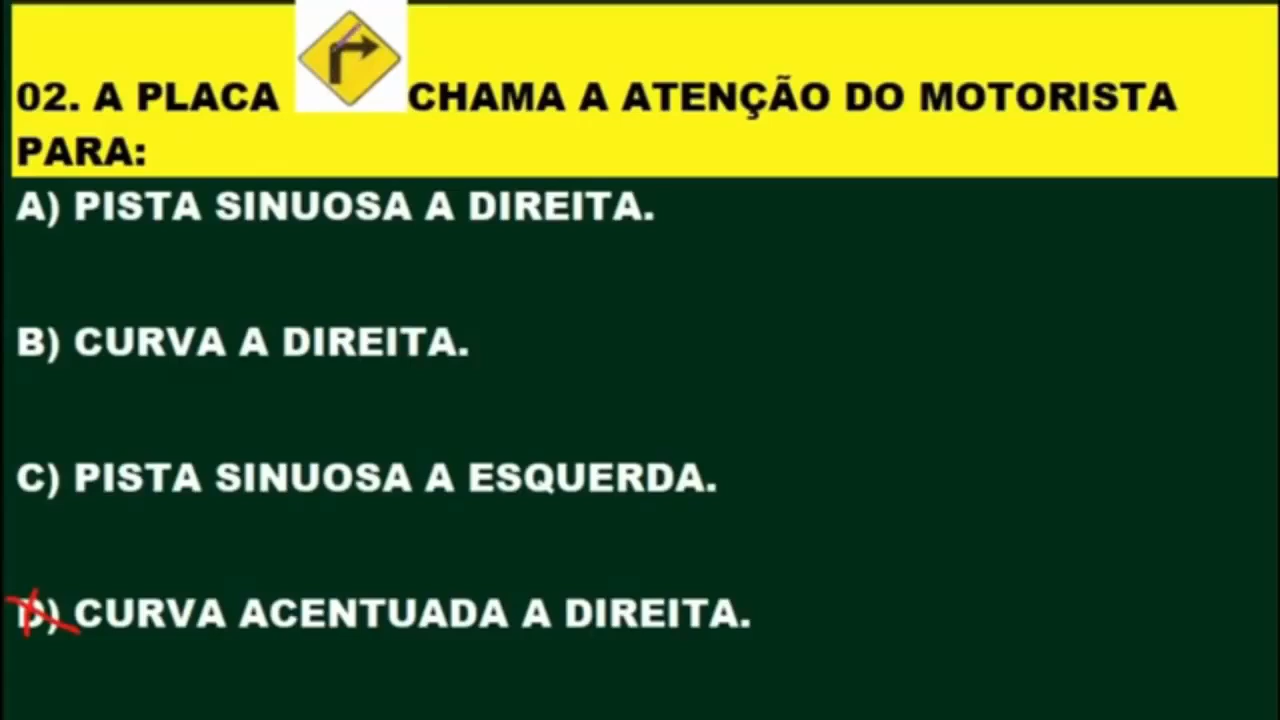 02. A PLACA CHAMA A ATENÇÃO DO MOTORISTA
PARA:
A) PISTA SINUOSA A DIREITA.
B) CURVA A DIREITA.
C) PISTA SINUOSA A ESQUERDA.
D) CURVA ACENTUADA A DIREITA.